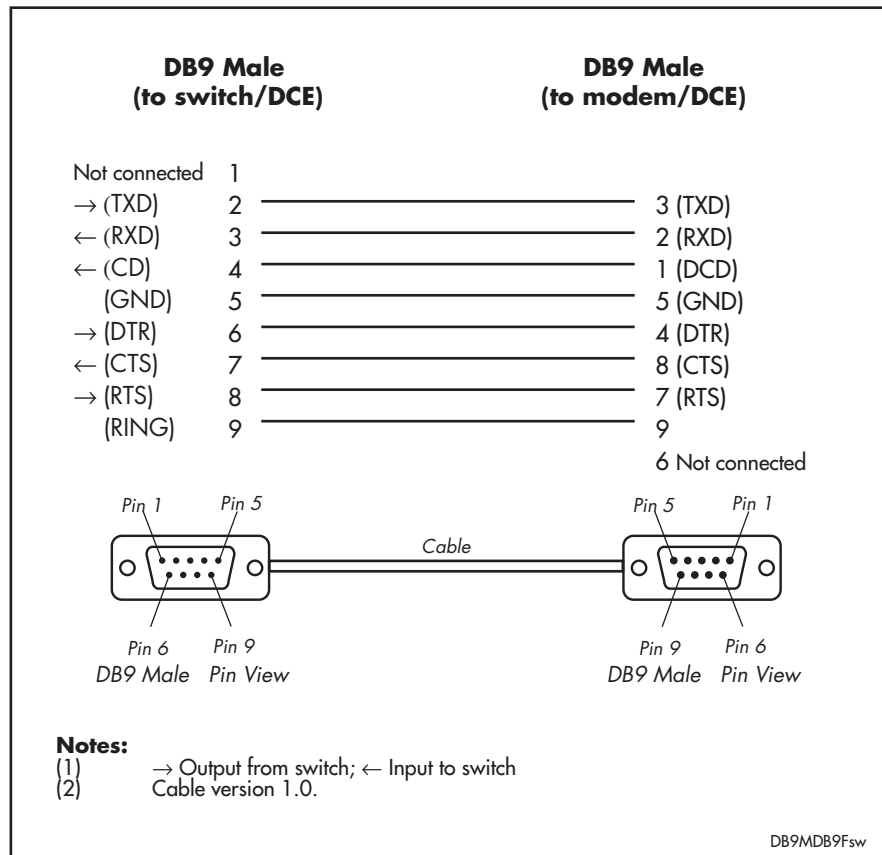 DB9 Male DB9 Male
(to switch/DCE) (to modem/DCE)
Not connected 1
→ (TXD) 2 3 (TXD)
← (RXD) 3 2 (RXD)
← (CD) 4 1 (DCD)
(GND) 5 5 (GND)
→ (DTR) 6 4 (DTR)
← (CTS) 7 8 (CTS)
→ (RTS) 8 7 (RTS)
(RING) 9 9
6 Not connected
Pin 1 Pin 5 Pin 5 Pin 1
Cable
Pin 6 Pin 9 Pin 9 Pin 6
DB9 Male Pin View DB9 Male Pin View
Notes:
(1) → Output from switch; ← Input to switch
(2) Cable version 1.0.
DB9MDB9Fsw